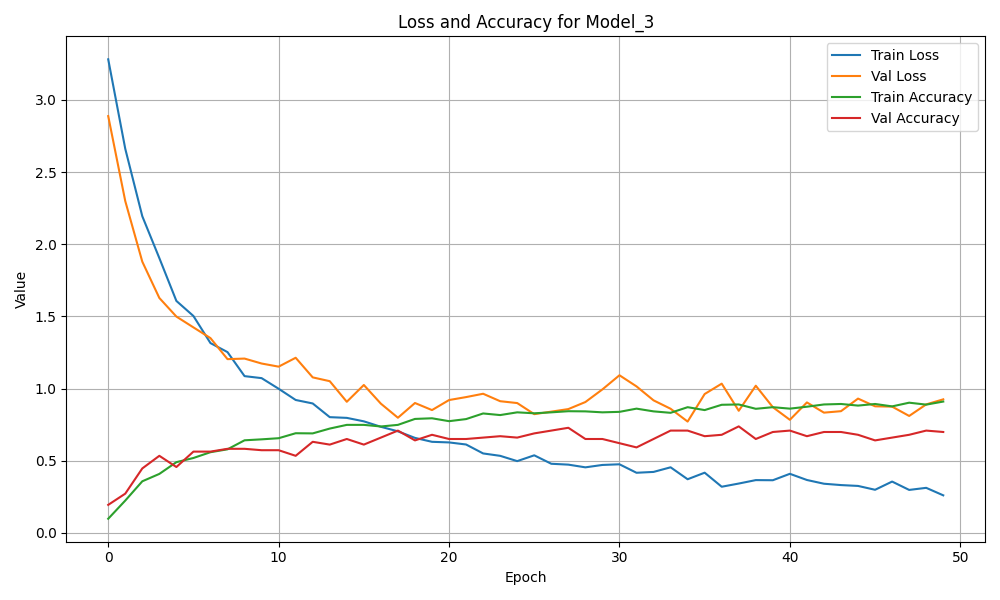 Loss and Accuracy for Model_3
Train Loss
Val Loss
Train Accuracy
Val Accuracy
Value
3.0
2.5
2.0
1.5
1.0
0.5
0.0
0
10
20
30
40
50
Epoch